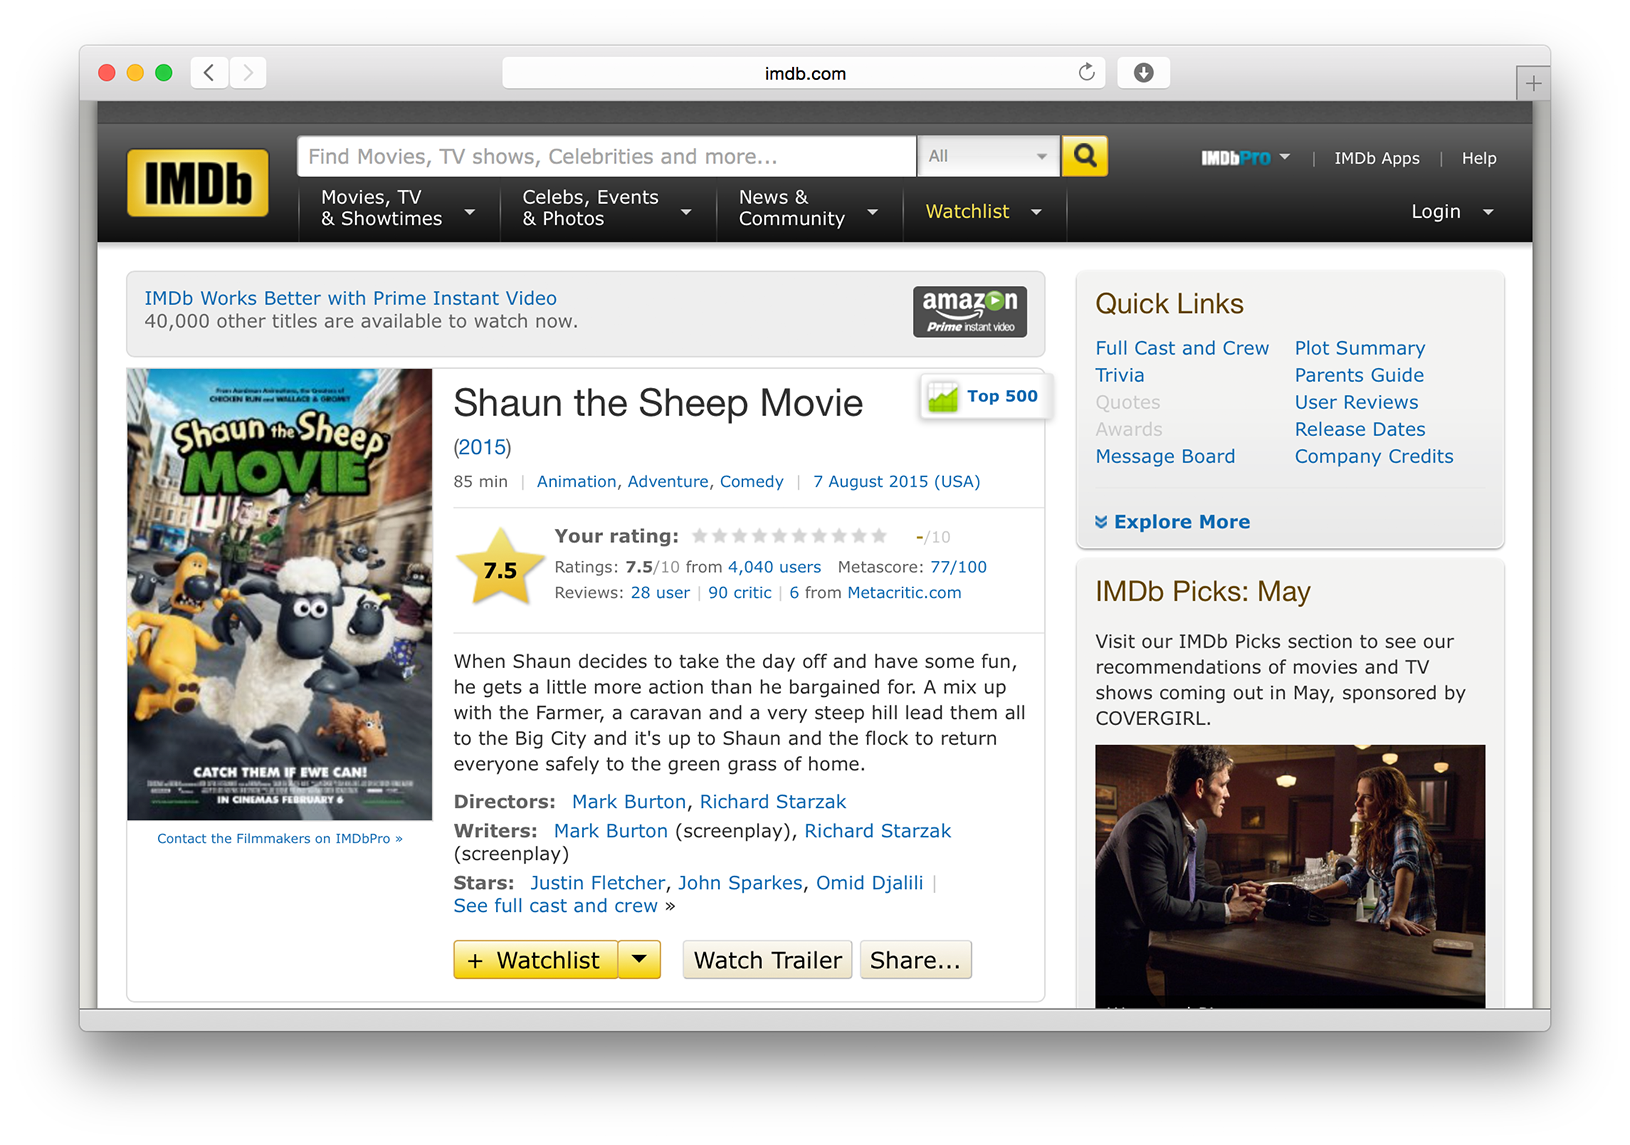 imdb.com
IMDb
Find Movies, TV shows, Celebrities and more...
All
IMDbPro
IMDb Apps
Help
Movies, TV
& Showtimes
Celebs, Events
& Photos
News &
Community
Watchlist
Login
IMDb Works Better with Prime Instant Video
40,000 other titles are available to watch now.
amazon
Prime instant video
From Aardman Animations, the Creators of
CHICKEN RUN and WALLACE & GROMIT
Shaun the Sheep
MOVIE
CATCH THEM IF EWE CAN!
IN CINEMAS FEBRUARY 6
Contact the Filmmakers on IMDbPro »
Shaun the Sheep Movie
Top 500
(2015)
85 min | Animation, Adventure, Comedy | 7 August 2015 (USA)
7.5
Your rating: -/10
Ratings: 7.5/10 from 4,040 users Metascore: 77/100
Reviews: 28 user | 90 critic | 6 from Metacritic.com
When Shaun decides to take the day off and have some fun,
he gets a little more action than he bargained for. A mix up
with the Farmer, a caravan and a very steep hill lead them all
to the Big City and it's up to Shaun and the flock to return
everyone safely to the green grass of home.
Directors: Mark Burton, Richard Starzak
Writers: Mark Burton (screenplay), Richard Starzak
(screenplay)
Stars: Justin Fletcher, John Sparkes, Omid Djalili |
See full cast and crew »
+ Watchlist
Watch Trailer
Share...
Quick Links
Full Cast and Crew
Plot Summary
Trivia
Parents Guide
Quotes
User Reviews
Awards
Release Dates
Message Board
Company Credits
Explore More
IMDb Picks: May
Visit our IMDb Picks section to see our
recommendations of movies and TV
shows coming out in May, sponsored by
COVERGIRL.